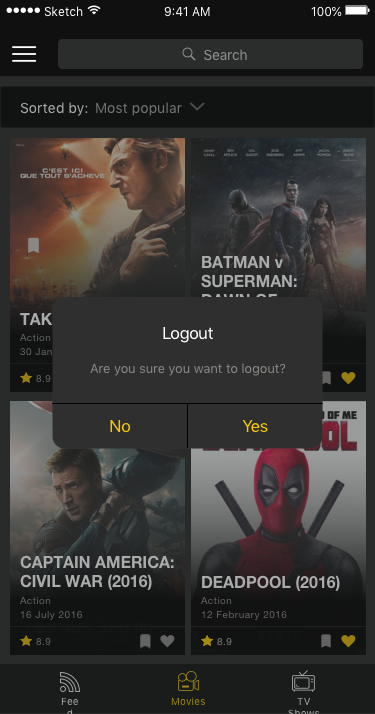 Sketch
9:41 AM
100%
Search
Sorted by: Most popular
C'EST ICI
QUE TOUT S'ACHÈVE
BATMAN v
SUPERMAN:
DAWN OF
TAK
Action
30 Jan
8.9
Logout
Are you sure you want to logout?
No
Yes
D OF ME
CAPTAIN AMERICA:
CIVIL WAR (2016)
Action
16 July 2016
8.9
DEADPOOL (2016)
Action
12 February 2016
8.9
Fee
d
Movies
TV
Shows